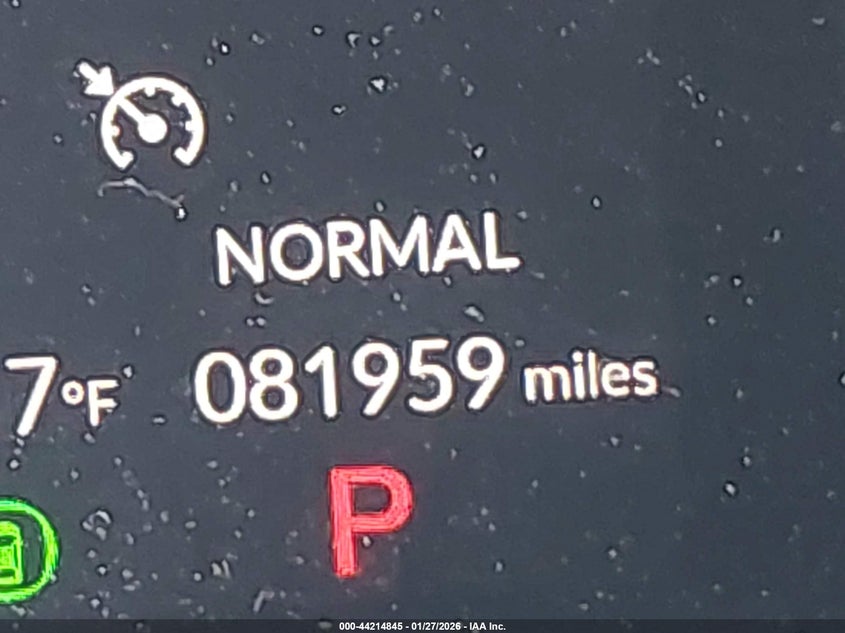 NORMAL
7°F 081959 miles
P
000-44214845 - 01/27/2026 - IAA Inc.